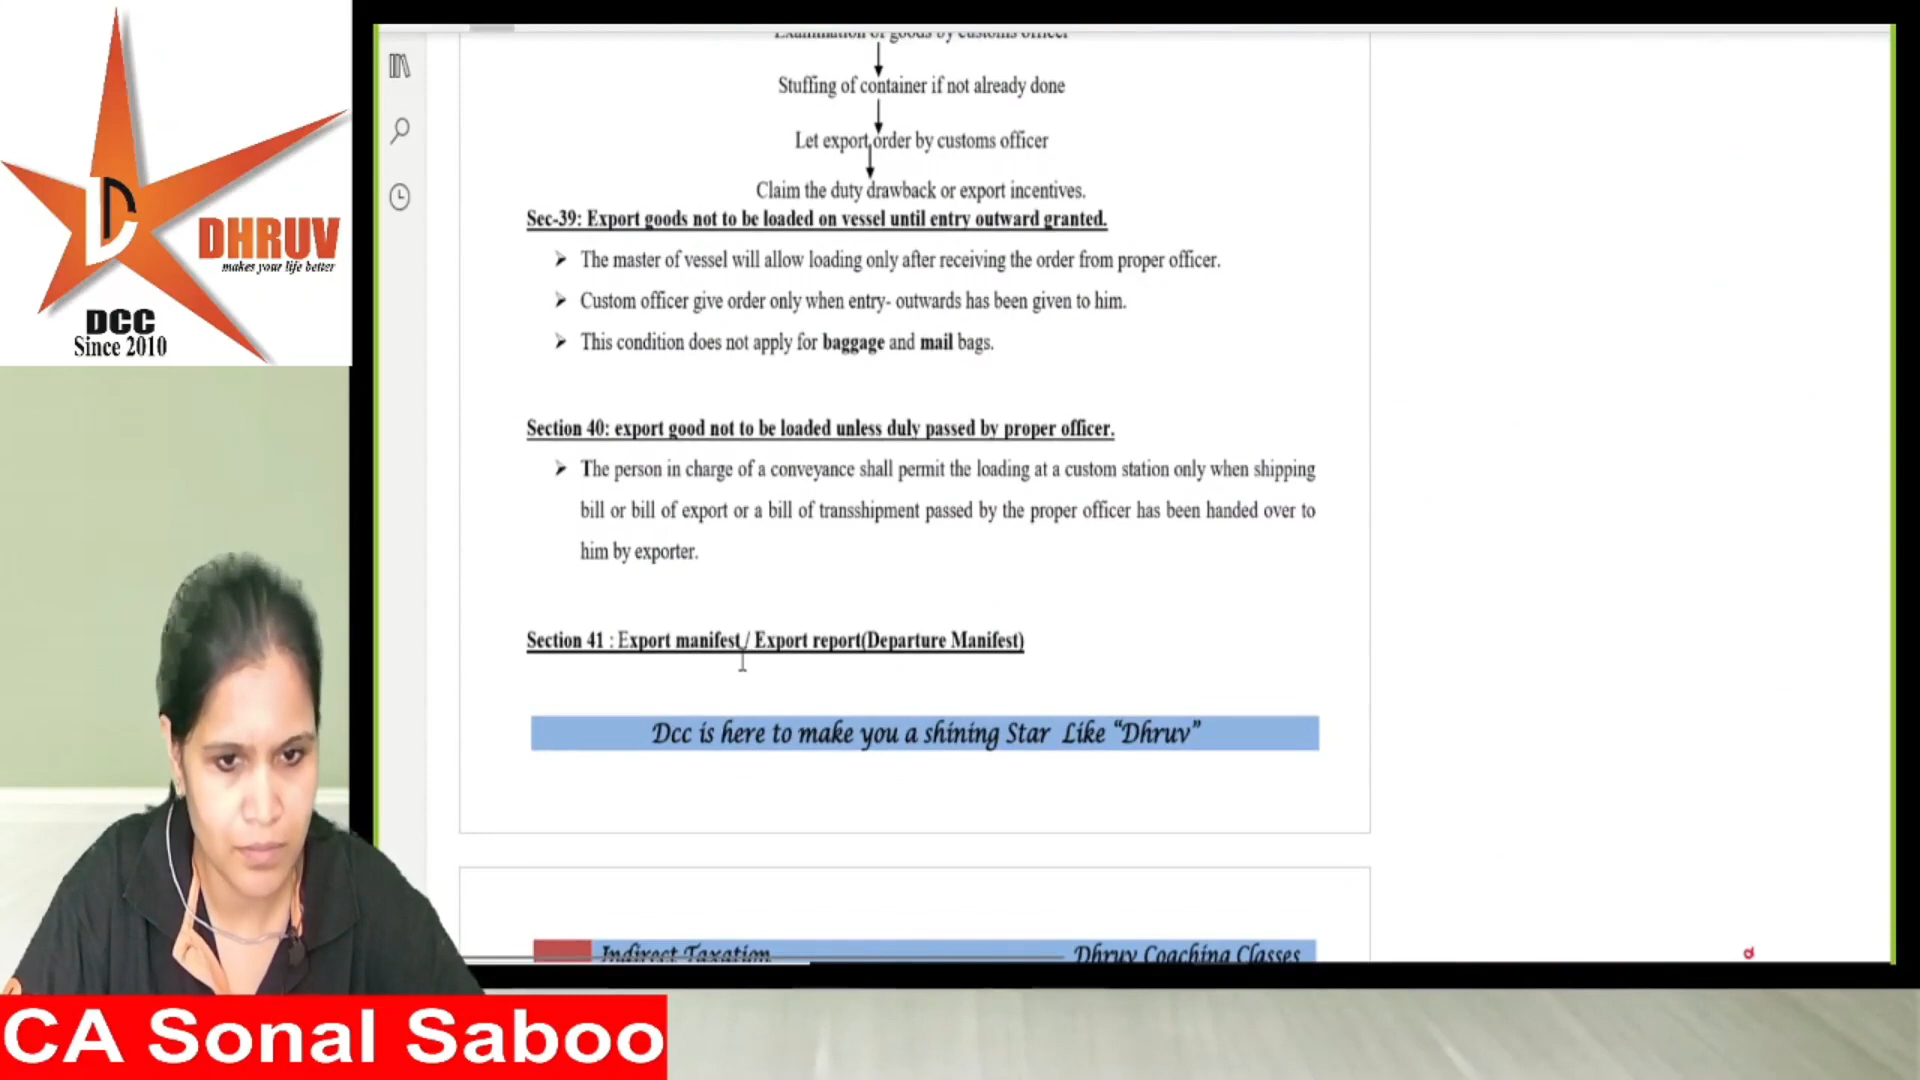 DHRUV
makes your life better
DCC
Since 2010
Examination of goods by customs officer
Stuffing of container if not already done
Let export order by customs officer
Claim the duty drawback or export incentives.
Sec-39: Export goods not to be loaded on vessel until entry outward granted.
➢ The master of vessel will allow loading only after receiving the order from proper officer.
➢ Custom officer give order only when entry- outwards has been given to him.
➢ This condition does not apply for baggage and mail bags.
Section 40: export good not to be loaded unless duly passed by proper officer.
➢ The person in charge of a conveyance shall permit the loading at a custom station only when shipping
bill or bill of export or a bill of transshipment passed by the proper officer has been handed over to
him by exporter.
Section 41 : Export manifest / Export report(Departure Manifest)
Dcc is here to make you a shining Star Like “Dhruv”
Indirect Taxation Dhruv Coaching Classes
CA Sonal Saboo